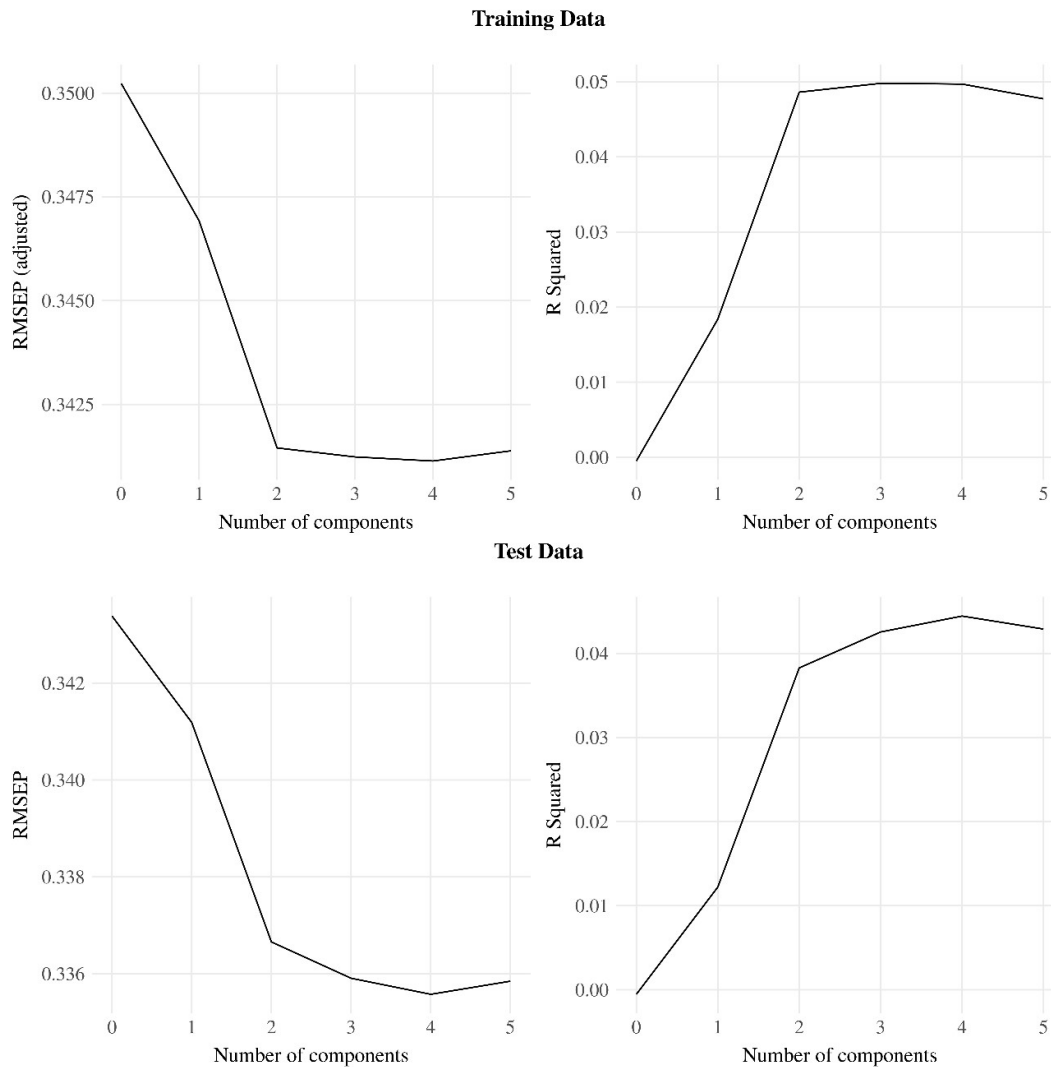 Training Data
RMSEP (adjusted)
0.3500
0.3475
0.3450
0.3425
0 1 2 3 4 5
Number of components
R Squared
0.05
0.04
0.03
0.02
0.01
0.00
0 1 2 3 4 5
Number of components
Test Data
RMSEP
0.342
0.340
0.338
0.336
0 1 2 3 4 5
Number of components
R Squared
0.04
0.03
0.02
0.01
0.00
0 1 2 3 4 5
Number of components